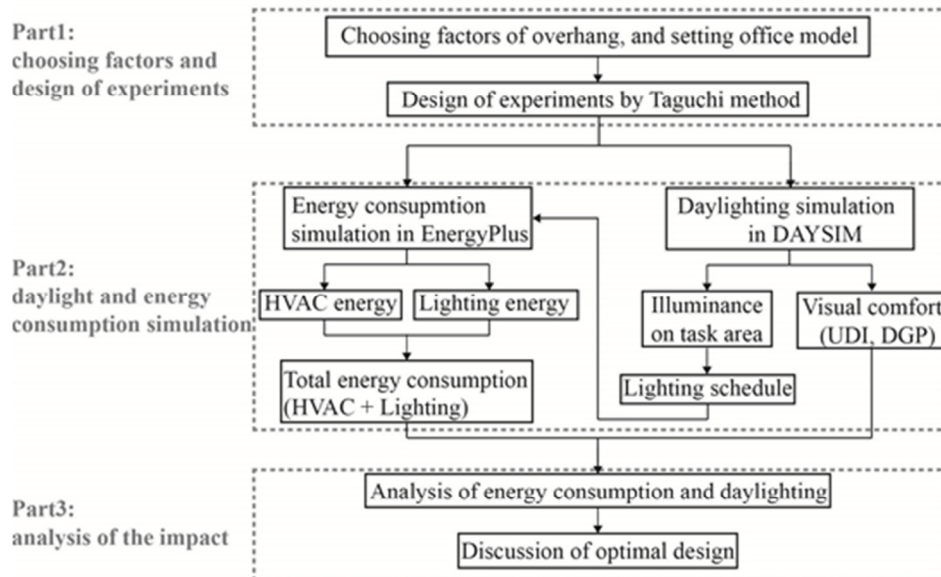 Part1:
choosing factors and
design of experiments
Choosing factors of overhang, and setting office model
Design of experiments by Taguchi method
Part2:
daylight and energy
consumption simulation
Energy consupmtion
simulation in EnergyPlus
HVAC energy
Lighting energy
Total energy consumption
(HVAC + Lighting)
Daylighting simulation
in DAYSIM
Illuminance
on task area
Lighting schedule
Visual comfort
(UDI, DGP)
Part3:
analysis of the impact
Analysis of energy consumption and daylighting
Discussion of optimal design